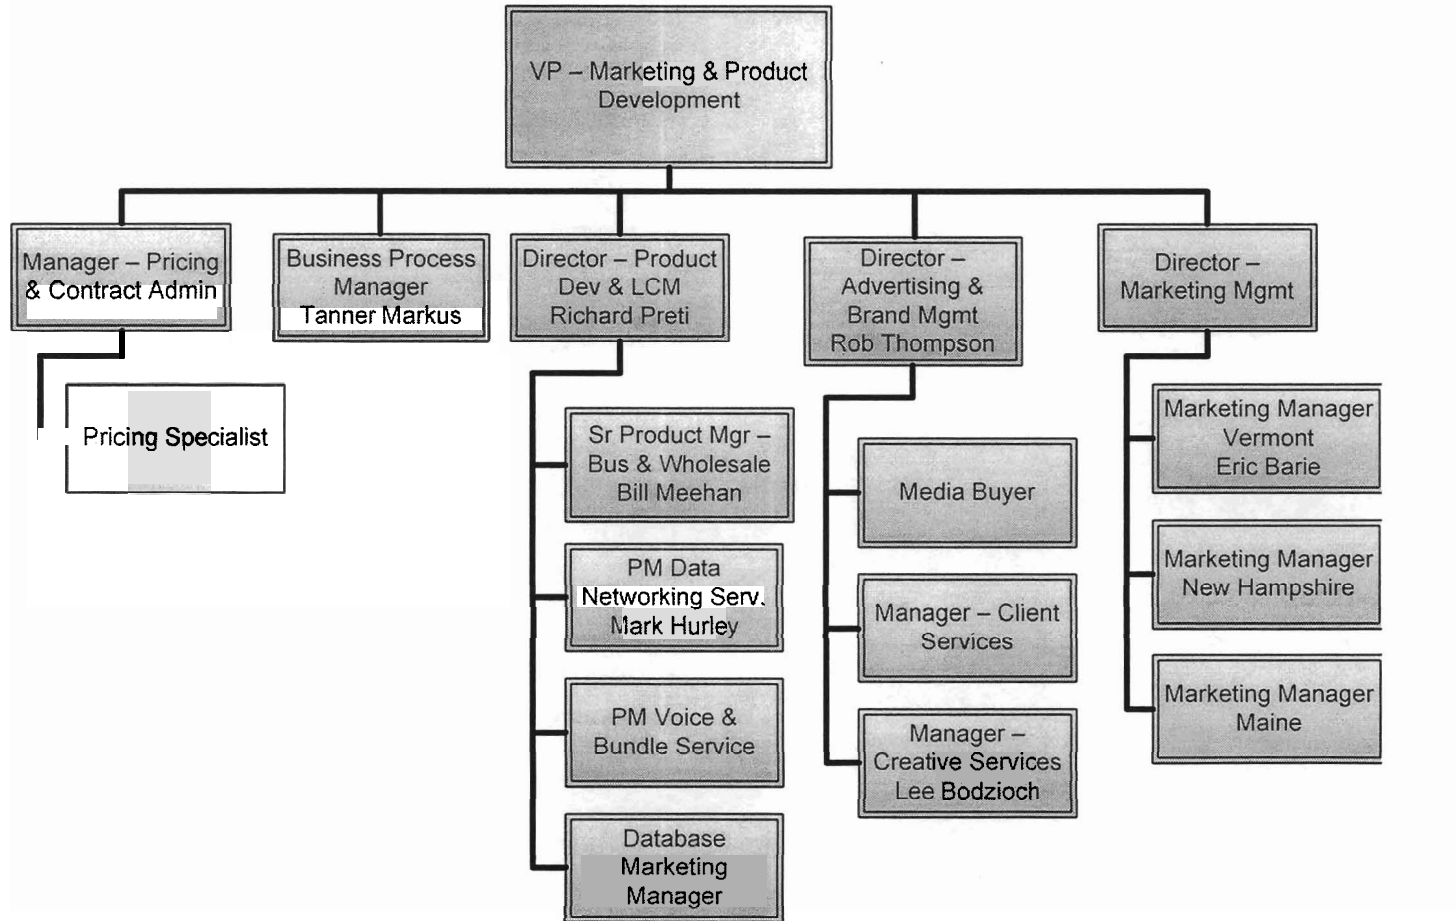 VP – Marketing & Product
Development
Manager – Pricing
& Contract Admin
Business Process
Manager
Tanner Markus
Director – Product
Dev & LCM
Richard Preti
Director –
Advertising &
Brand Mgmt
Rob Thompson
Director –
Marketing Mgmt
Pricing Specialist
Sr Product Mgr –
Bus & Wholesale
Bill Meehan
PM Data
Networking Serv.
Mark Hurley
PM Voice &
Bundle Service
Database
Marketing
Manager
Media Buyer
Manager – Client
Services
Manager –
Creative Services
Lee Bodzioch
Marketing Manager
Vermont
Eric Barie
Marketing Manager
New Hampshire
Marketing Manager
Maine